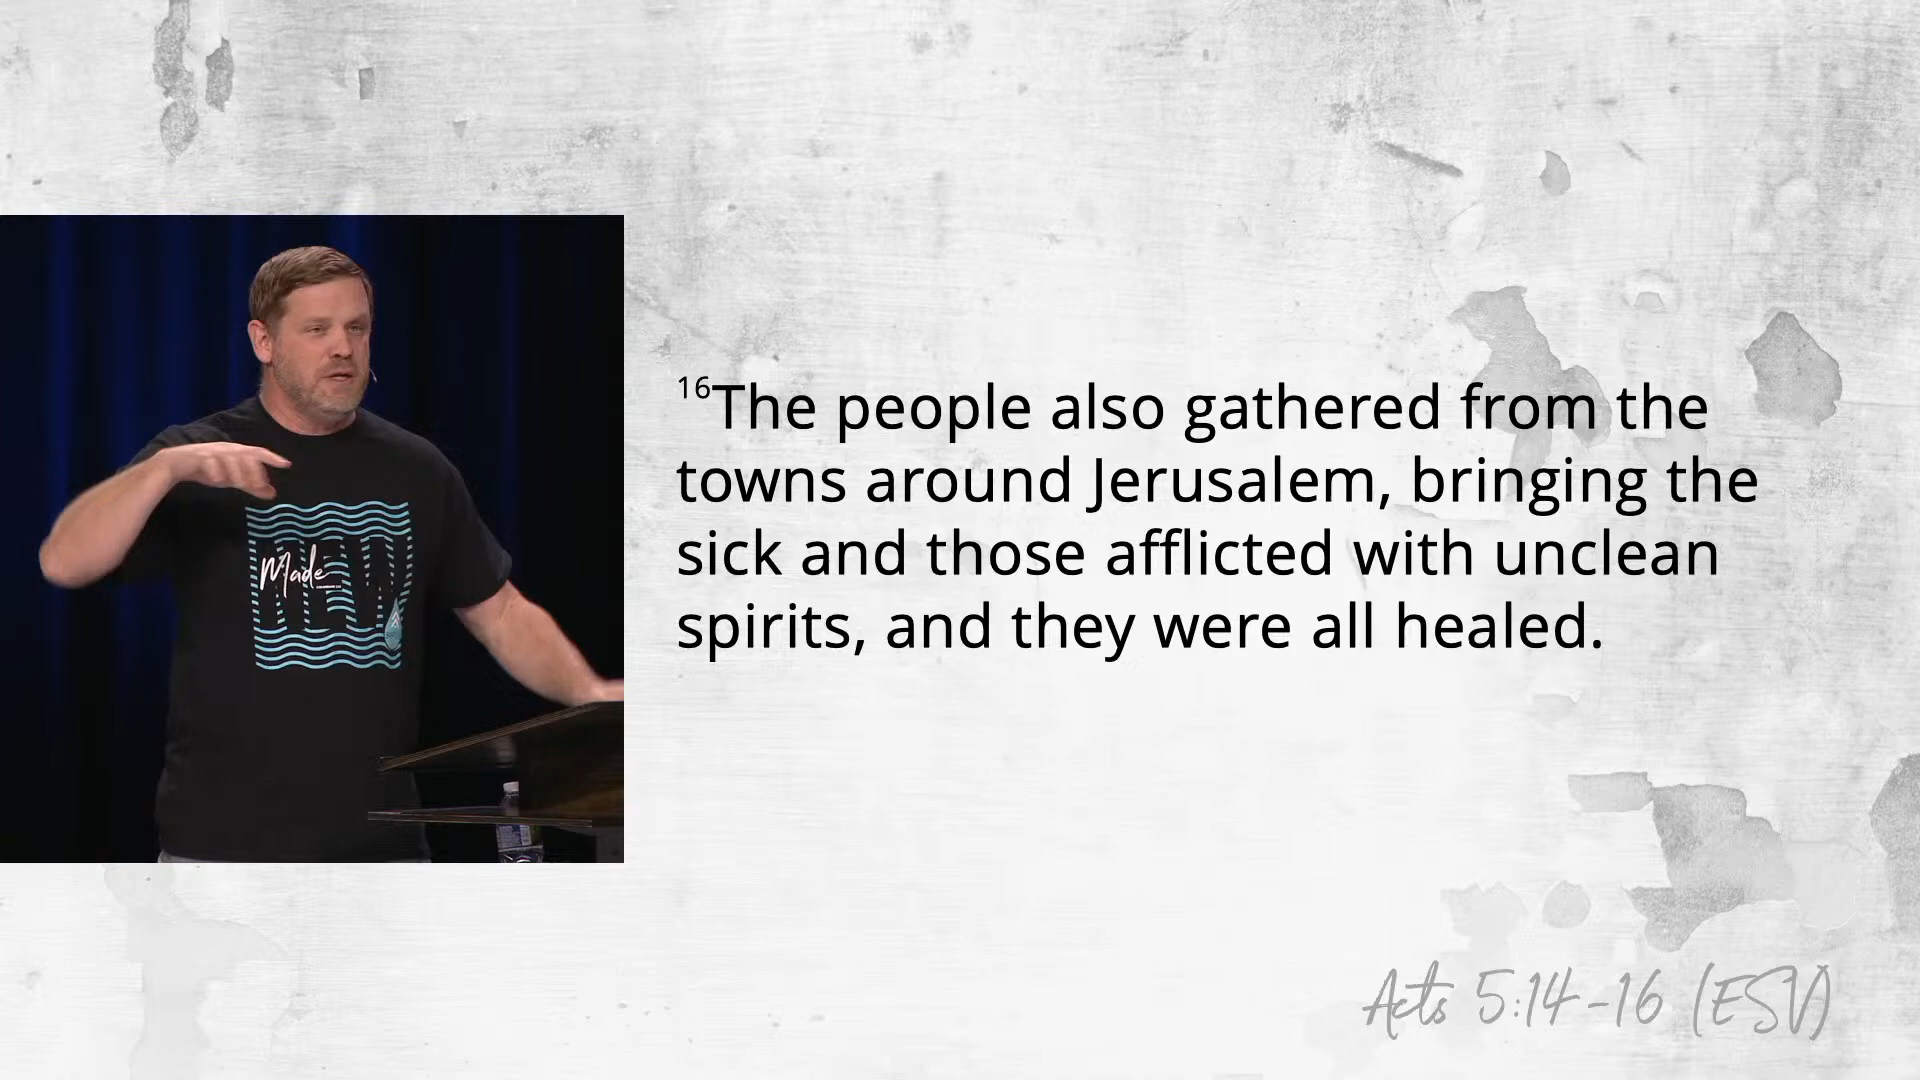 16The people also gathered from the
towns around Jerusalem, bringing the
sick and those afflicted with unclean
spirits, and they were all healed.
Made
NEW
Acts 5:14-16 (ESV)